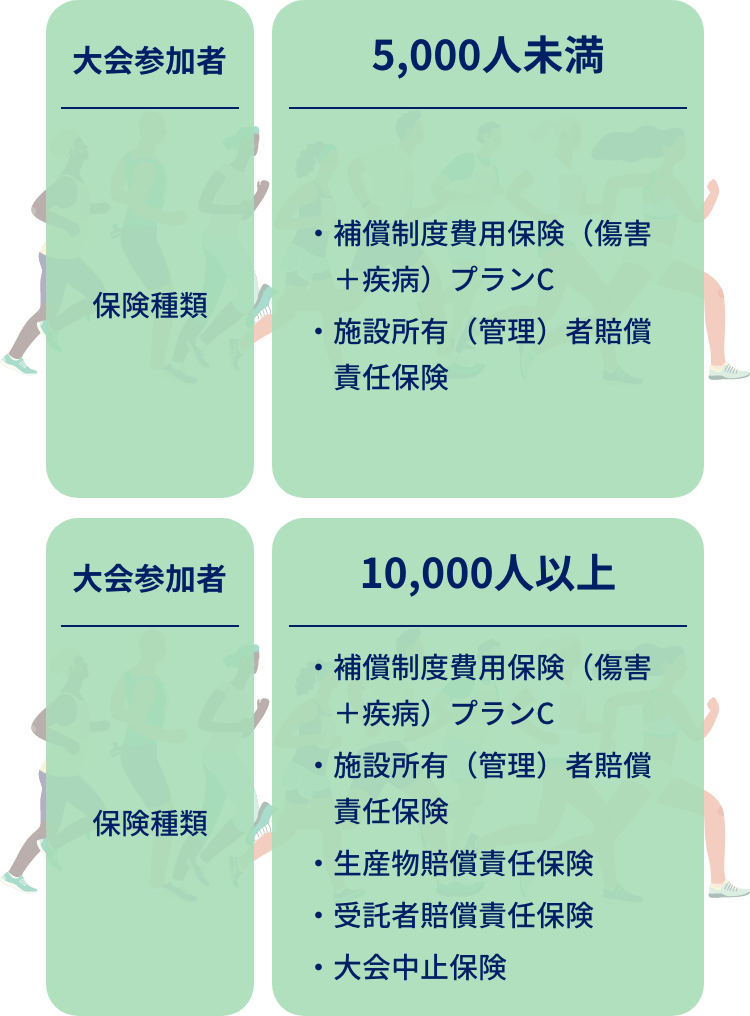 大会参加者
5,000人未満
保険種類
・補償制度費用保険（傷害
＋疾病）プランC
・施設所有（管理）者賠償
責任保険
大会参加者
10,000人以上
保険種類
・補償制度費用保険（傷害
＋疾病）プランC
・施設所有（管理）者賠償
責任保険
・生産物賠償責任保険
・受託者賠償責任保険
・大会中止保険